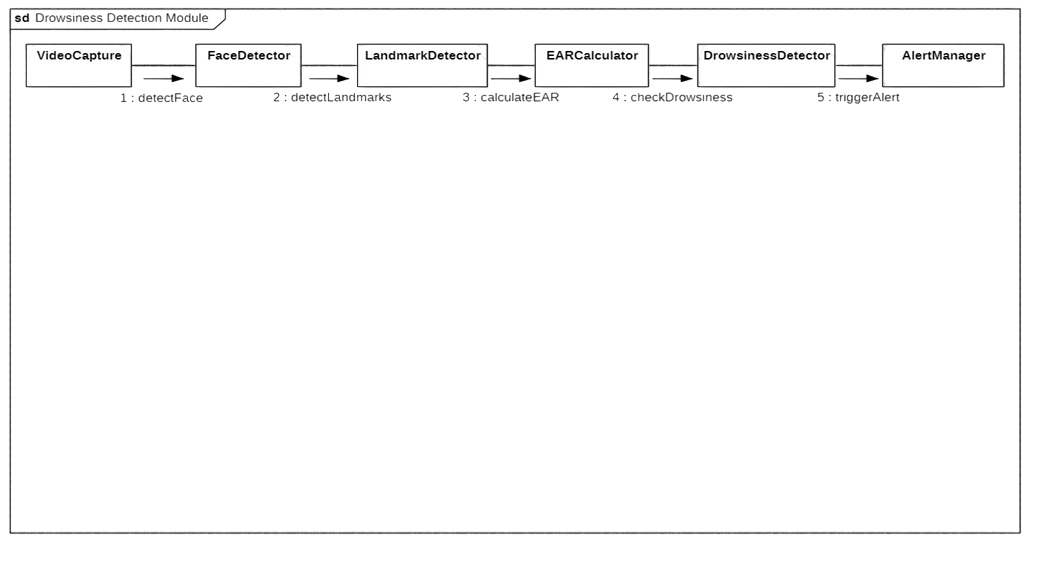 sd Drowsiness Detection Module
VideoCapture FaceDetector LandmarkDetector EARCalculator DrowsinessDetector AlertManager
1 : detectFace 2 : detectLandmarks 3 : calculateEAR 4 : checkDrowsiness 5 : triggerAlert